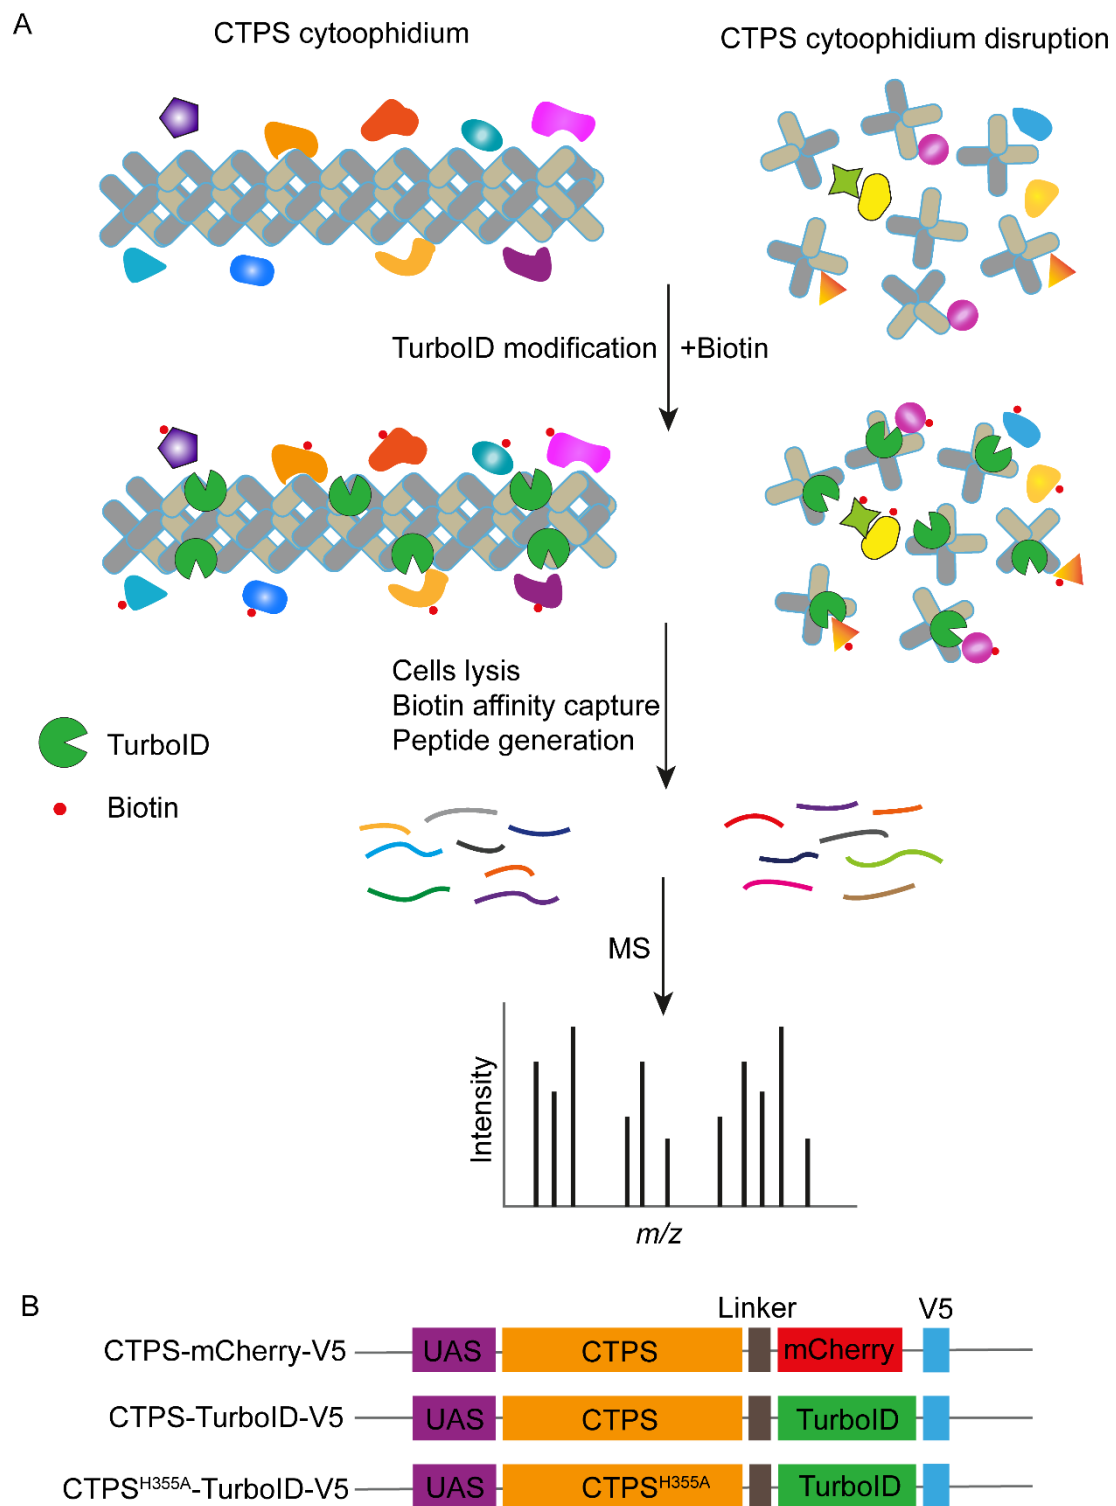 A
CTPS cytoophidium
CTPS cytoophidium disruption
TurboID modification
+Biotin
Cells lysis
Biotin affinity capture
Peptide generation
TurboID
Biotin
MS
Intensity
m/z
B
Linker
V5
CTPS-mCherry-V5
UAS
CTPS
mCherry
CTPS-TurboID-V5
UAS
CTPS
TurboID
CTPSH355A-TurboID-V5
UAS
CTPSH355A
TurboID